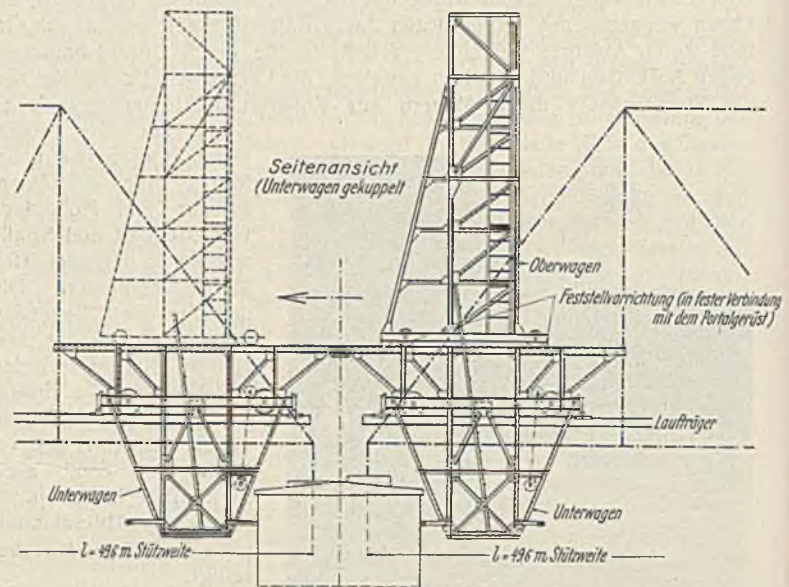 Seitenansicht
(Unterwagen gekuppelt
Oberwagen
Feststellvorrichtung (in fester Verbindung
mit dem Portalgerüst)
Laufträger
Unterwagen
Unterwagen
l = 49,6 m Stützweite
l = 49,6 m Stützweite